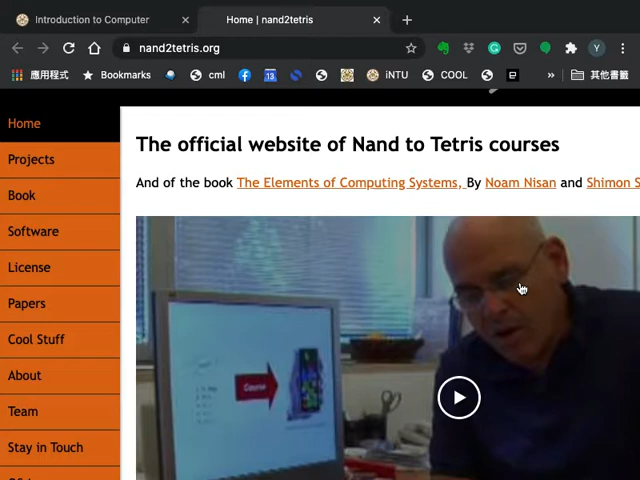 Introduction to Computer
Home | nand2tetris.org
nand2tetris.org
Y
應用程式
Bookmarks
cml
13
iNTU
COOL
其他書籤
Home
Projects
Book
Software
License
Papers
Cool Stuff
About
Team
Stay in Touch
The official website of Nand to Tetris courses
And of the book The Elements of Computing Systems, By Noam Nisan and Shimon S
Course